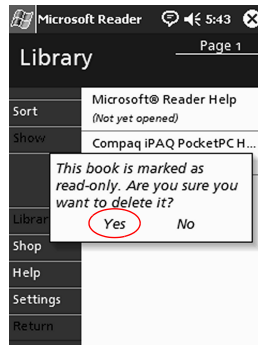 Microsoft Reader 5:43
Library
Page 1
Sort
Show
Microsoft® Reader Help
(Not yet opened)
Compaq iPAQ PocketPC H...
This book is marked as
read-only. Are you sure you
want to delete it?
Yes No
Librar
Shop
Help
Settings
Return